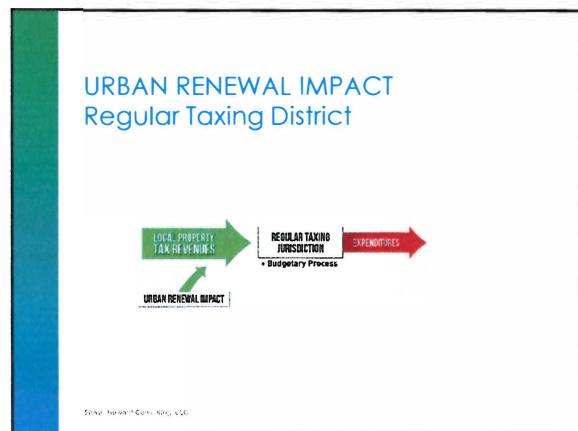 URBAN RENEWAL IMPACT
Regular Taxing District
LOCAL PROPERTY
TAX REVENUES
REGULAR TAXING
JURISDICTION
• Budgetary Process
EXPENDITURES
URBAN RENEWAL IMPACT
LLC